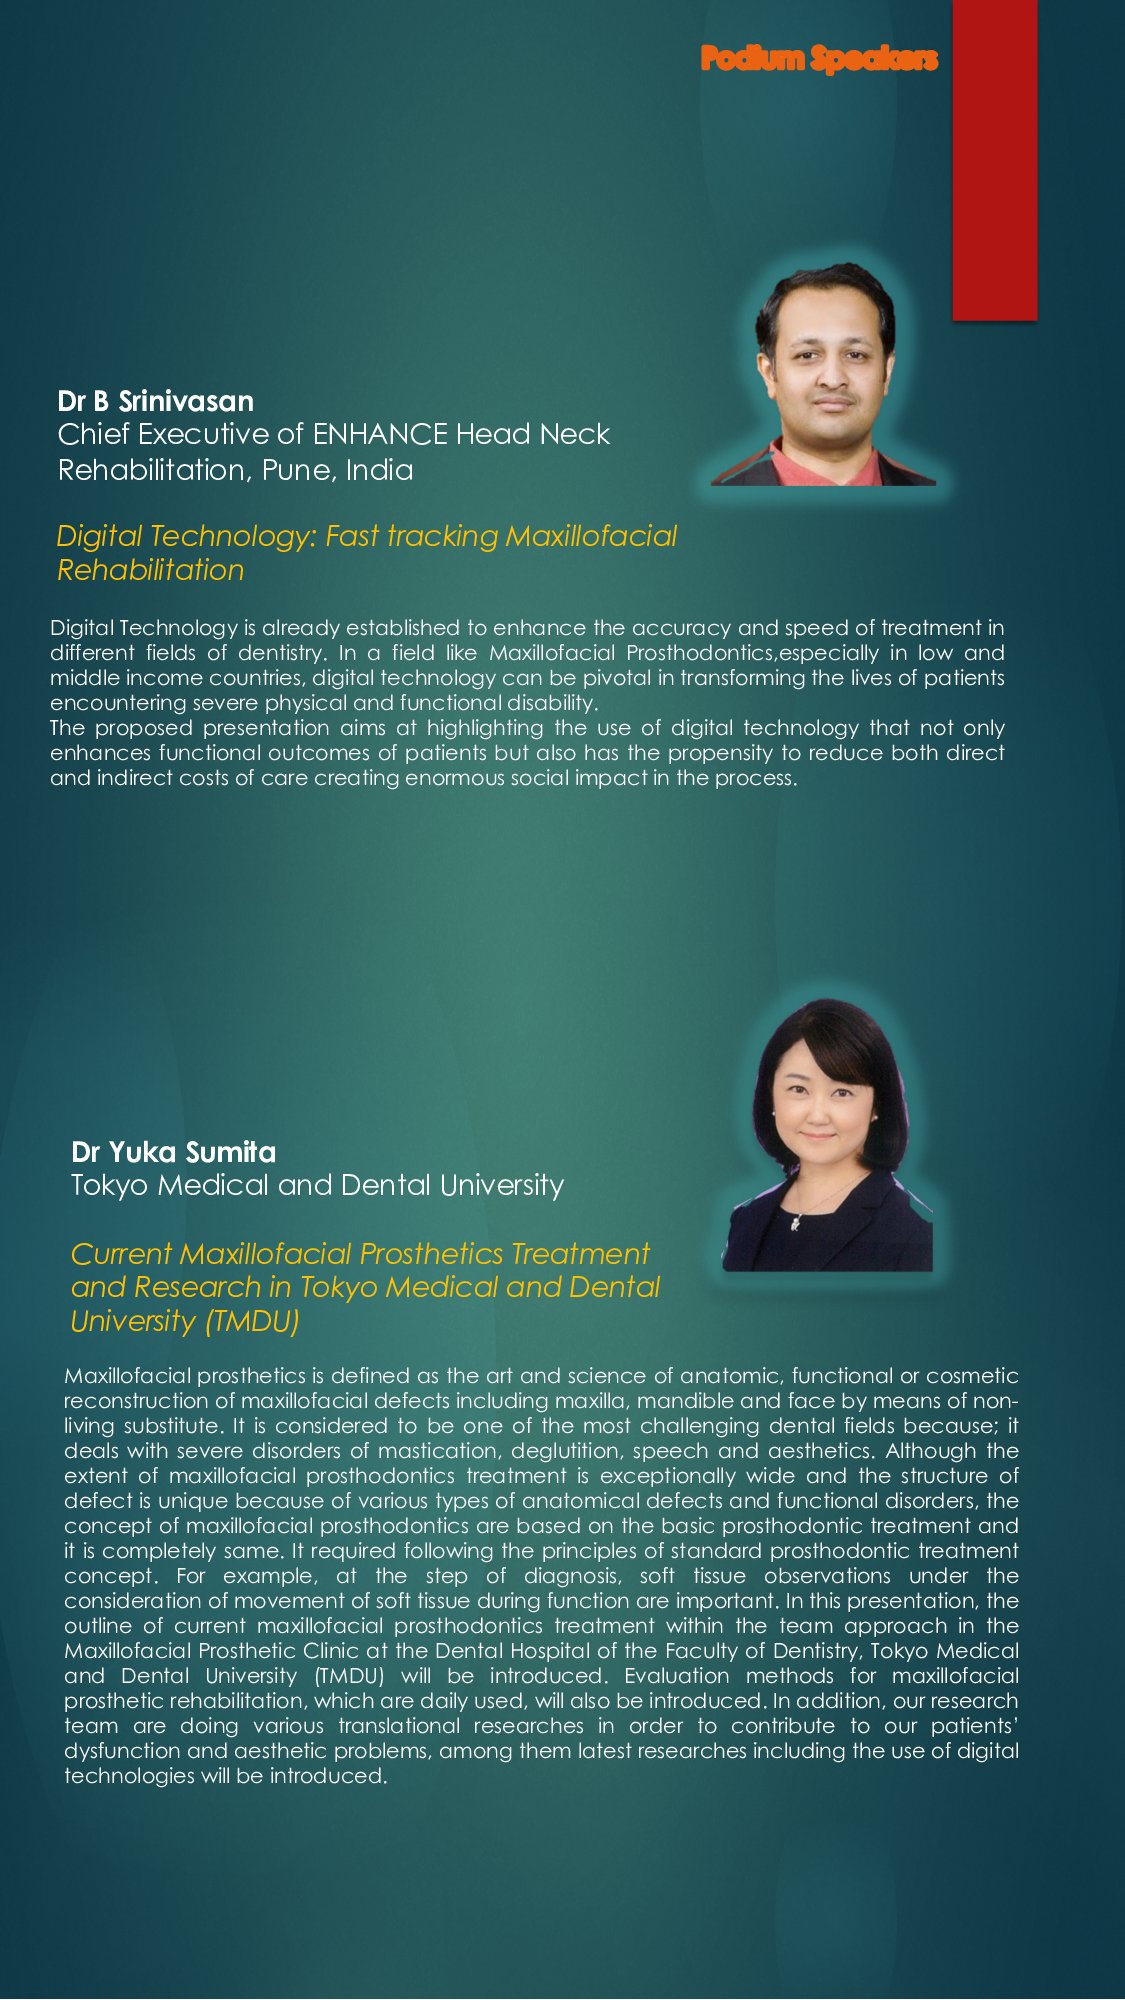 Podium Speakers
Dr B Srinivasan
Chief Executive of ENHANCE Head Neck
Rehabilitation, Pune, India
Digital Technology: Fast tracking Maxillofacial
Rehabilitation
Digital Technology is already established to enhance the accuracy and speed of treatment in
different fields of dentistry. In a field like Maxillofacial Prosthodontics,especially in low and
middle income countries, digital technology can be pivotal in transforming the lives of patients
encountering severe physical and functional disability.
The proposed presentation aims at highlighting the use of digital technology that not only
enhances functional outcomes of patients but also has the propensity to reduce both direct
and indirect costs of care creating enormous social impact in the process.
Dr Yuka Sumita
Tokyo Medical and Dental University
Current Maxillofacial Prosthetics Treatment
and Research in Tokyo Medical and Dental
University (TMDU)
Maxillofacial prosthetics is defined as the art and science of anatomic, functional or cosmetic
reconstruction of maxillofacial defects including maxilla, mandible and face by means of non-
living substitute. It is considered to be one of the most challenging dental fields because; it
deals with severe disorders of mastication, deglutition, speech and aesthetics. Although the
extent of maxillofacial prosthodontics treatment is exceptionally wide and the structure of
defect is unique because of various types of anatomical defects and functional disorders, the
concept of maxillofacial prosthodontics are based on the basic prosthodontic treatment and
it is completely same. It required following the principles of standard prosthodontic treatment
concept. For example, at the step of diagnosis, soft tissue observations under the
consideration of movement of soft tissue during function are important. In this presentation, the
outline of current maxillofacial prosthodontics treatment within the team approach in the
Maxillofacial Prosthetic Clinic at the Dental Hospital of the Faculty of Dentistry, Tokyo Medical
and Dental University (TMDU) will be introduced. Evaluation methods for maxillofacial
prosthetic rehabilitation, which are daily used, will also be introduced. In addition, our research
team are doing various translational researches in order to contribute to our patients'
dysfunction and aesthetic problems, among them latest researches including the use of digital
technologies will be introduced.